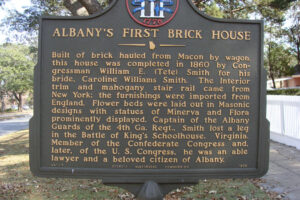 ALBANY'S FIRST BRICK HOUSE
Built of brick hauled from Macon by wagon
this house was completed in 1860 by Con-
gressman William E. (Tete) Smith for his
bride, Caroline Williams Smith. The interior
trim and mahogany stair rail came from
New York; the furnishings were imported from
England. Flower beds were laid out in Masonic
designs with statues of Minerva and Flora
prominently displayed. Captain of the Albany
Guards of the 4th Ga. Regt., Smith lost a leg
in the Battle of King's Schoolhouse, Virginia.
Member of the Confederate Congress and,
later, of the U. S. Congress, he was an able
lawyer and a beloved citizen of Albany.